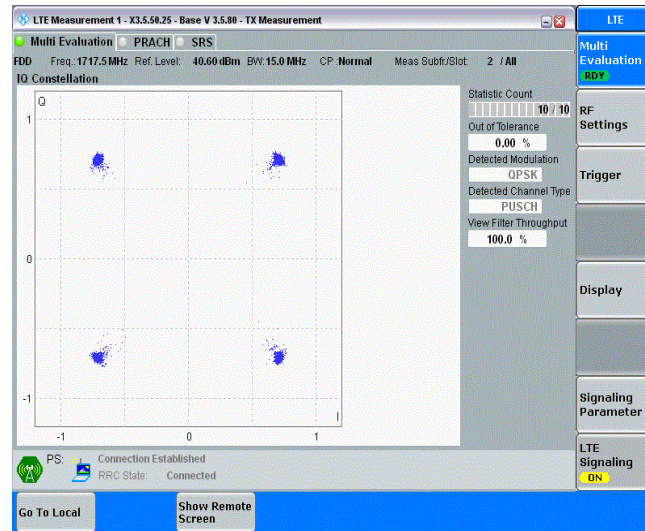 LTE Measurement 1 - X3.5.50.25 - Base V 3.5.80 - TX Measurement
LTE
Multi Evaluation PRACH SRS
Multi
Evaluation
RDY
FDD Freq.: 1717.5 MHz Ref. Level: 40.60 dBm BW: 15.0 MHz CP : Normal Meas Subfr./Slot: 2 / All
IQ Constellation
Q
1
0
-1
I
-1 0 1
Statistic Count
10 / 10
Out of Tolerance
0.00 %
Detected Modulation
QPSK
Detected Channel Type
PUSCH
View Filter Throughput
100.0 %
RF
Settings
Trigger
Display
Signaling
Parameter
LTE
Signaling
ON
PS: Connection Established
RRC State: Connected
Go To Local
Show Remote
Screen